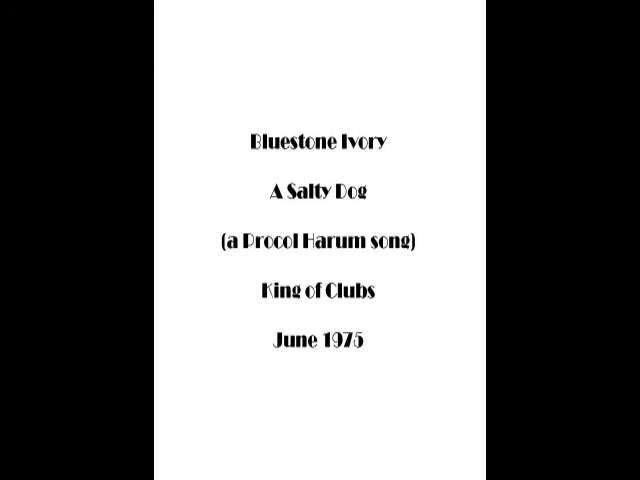 Bluestone Ivory
A Salty Dog
(a Procol Harum song)
King of Clubs
June 1975